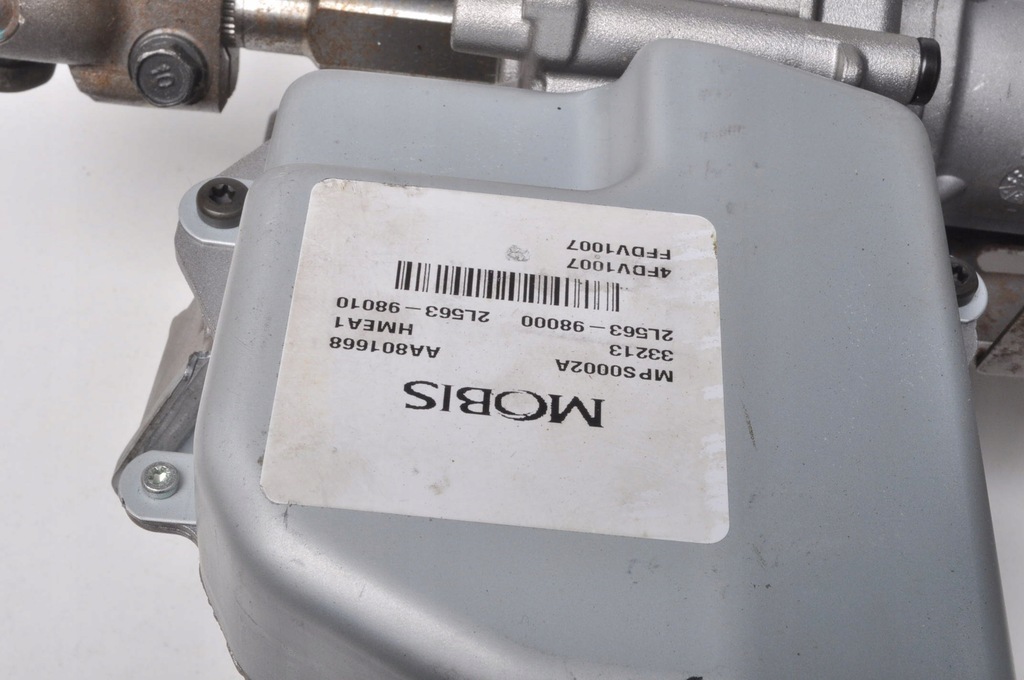 MOBIS
MPS0002A AA801668
33213 HMEA1
2L563-98000 2L563-98010
4FDV1007
FFDV1007
10